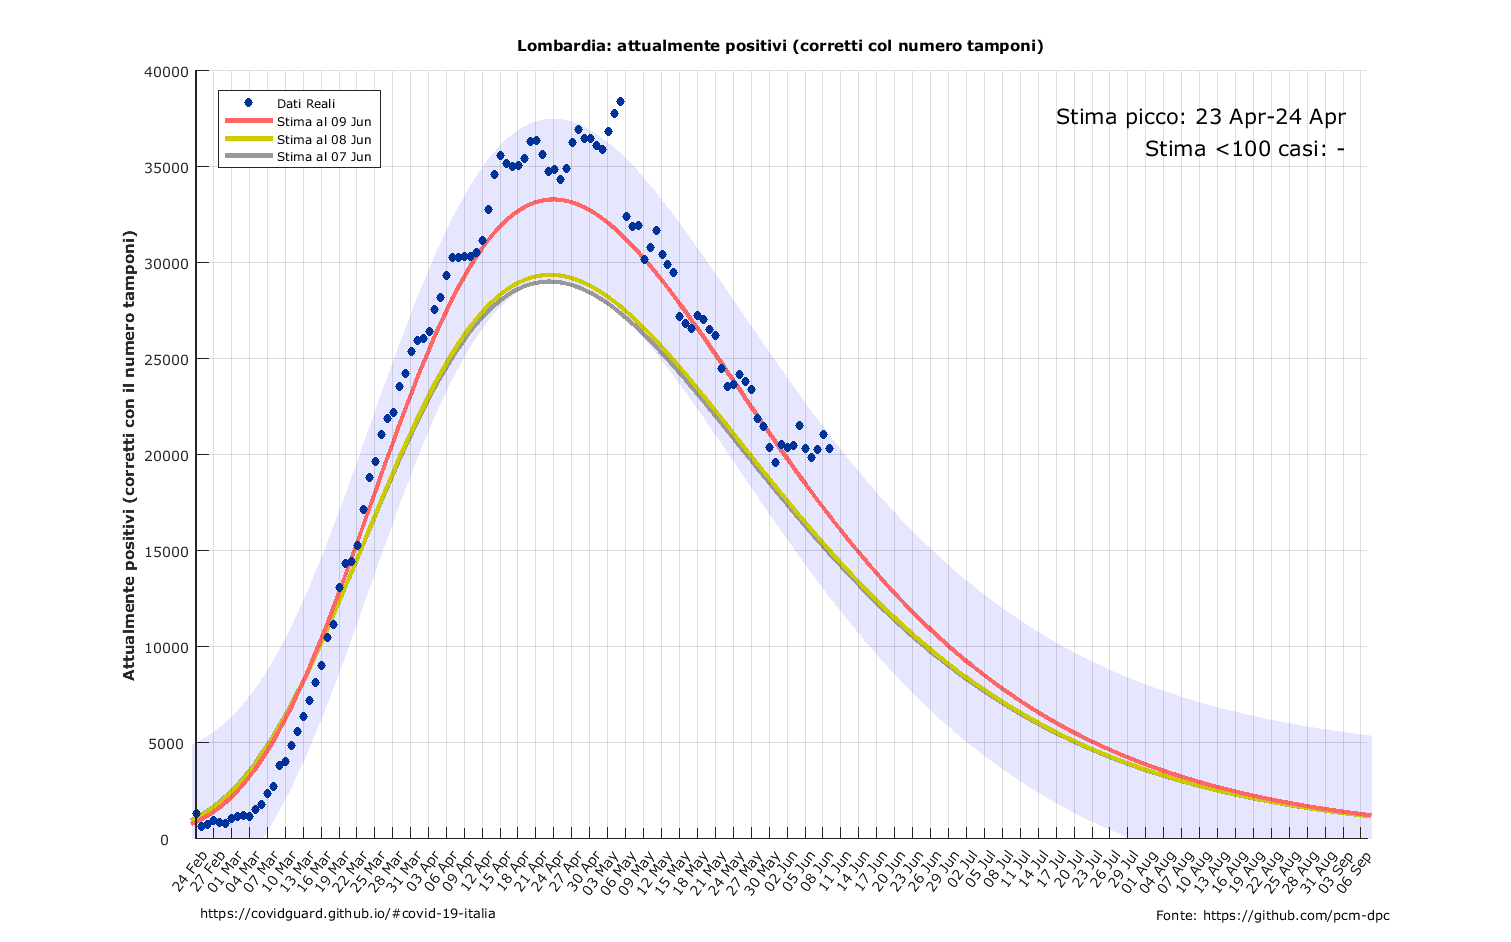 Lombardia: attualmente positivi (corretti col numero tamponi)
Attualmente positivi (corretti con il numero tamponi)
40000
35000
30000
25000
20000
15000
10000
5000
0
Dati Reali
Stima al 09 Jun
Stima al 08 Jun
Stima al 07 Jun
Stima picco: 23 Apr-24 Apr
Stima <100 casi: -
24 Feb
27 Feb
01 Mar
04 Mar
07 Mar
10 Mar
13 Mar
16 Mar
19 Mar
22 Mar
25 Mar
28 Mar
31 Mar
03 Apr
06 Apr
09 Apr
12 Apr
15 Apr
18 Apr
21 Apr
24 Apr
27 Apr
30 Apr
03 May
06 May
09 May
12 May
15 May
18 May
21 May
24 May
27 May
30 May
02 Jun
05 Jun
08 Jun
11 Jun
14 Jun
17 Jun
20 Jun
23 Jun
26 Jun
29 Jun
02 Jul
05 Jul
08 Jul
11 Jul
14 Jul
17 Jul
20 Jul
23 Jul
26 Jul
29 Jul
01 Aug
04 Aug
07 Aug
10 Aug
13 Aug
16 Aug
19 Aug
22 Aug
25 Aug
28 Aug
31 Aug
03 Sep
06 Sep
https://covidguard.github.io/#covid-19-italia
Fonte: https://github.com/pcm-dpc